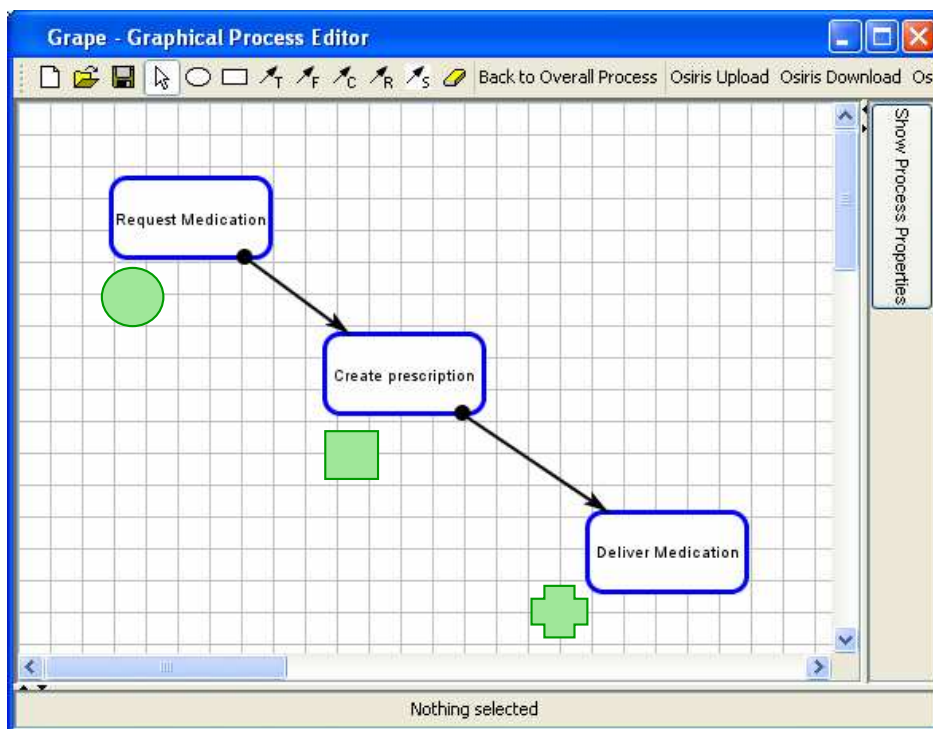 Grape - Graphical Process Editor
T F C R S Back to Overall Process Osiris Upload Osiris Download Os
Show Process Properties
Request Medication
Create prescription
Deliver Medication
Nothing selected